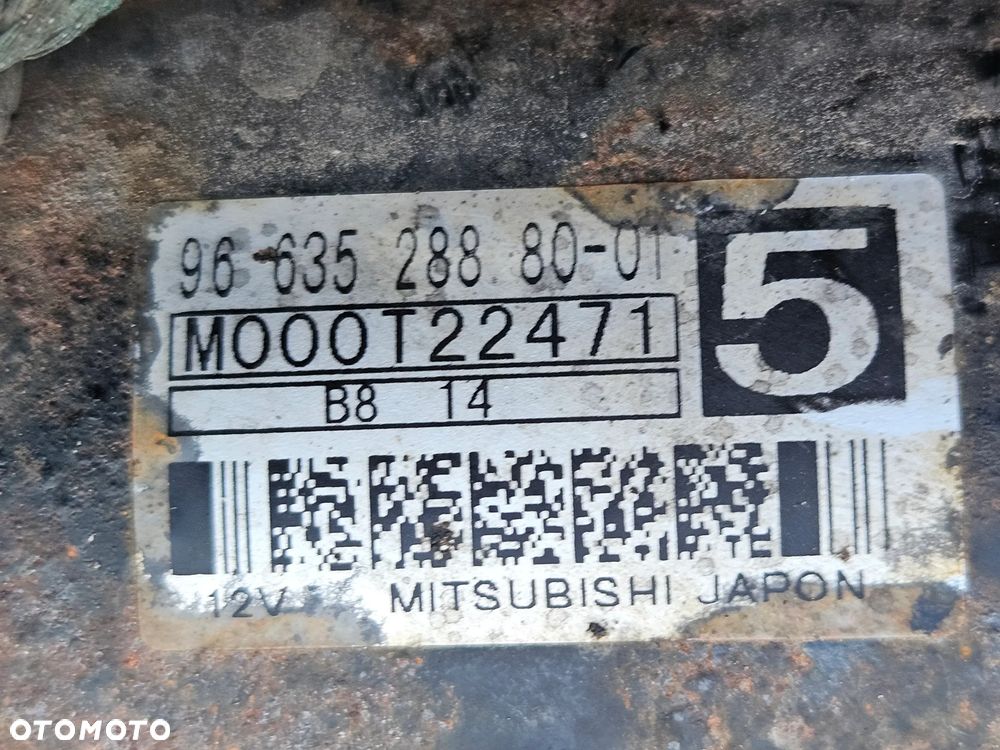 96 635 288 80-01
5
M000T22471
B8 14
12V MITSUBISHI JAPON
OTOMOTO